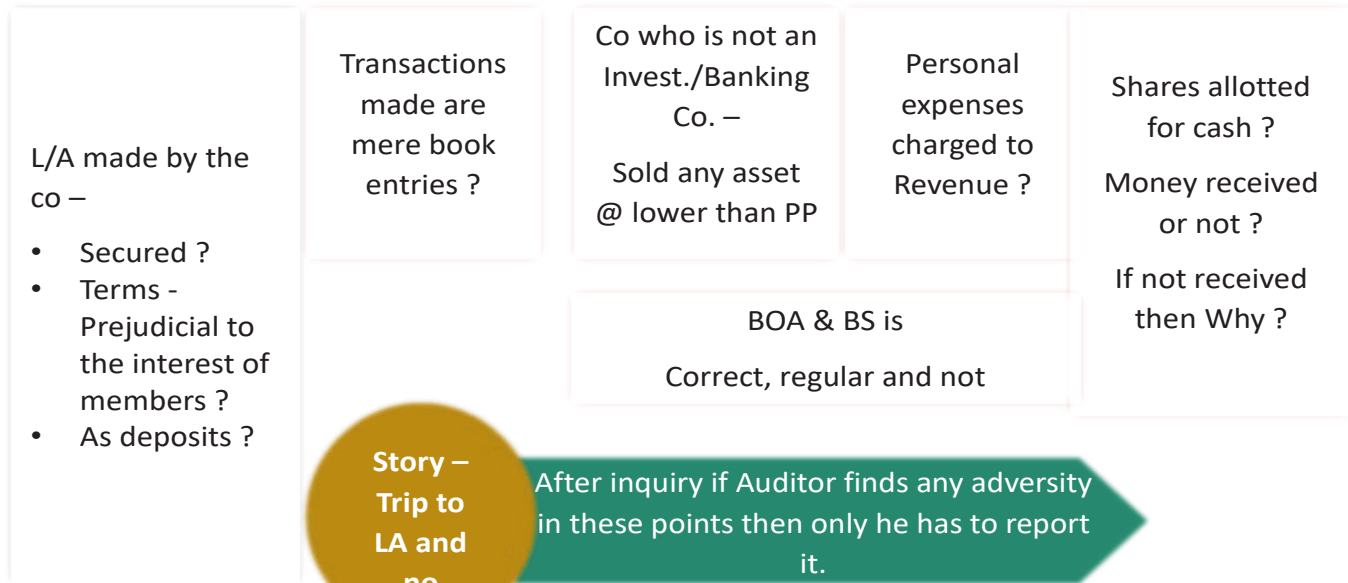 L/A made by the
co –
• Secured ?
• Terms -
Prejudicial to
the interest of
members ?
• As deposits ?
Transactions
made are
mere book
entries ?
Co who is not an
Invest./Banking
Co. –
Sold any asset
@ lower than PP
Personal
expenses
charged to
Revenue ?
Shares allotted
for cash ?
Money received
or not ?
If not received
then Why ?
BOA & BS is
Correct, regular and not
Story –
Trip to
LA and
no
After inquiry if Auditor finds any adversity
in these points then only he has to report
it.